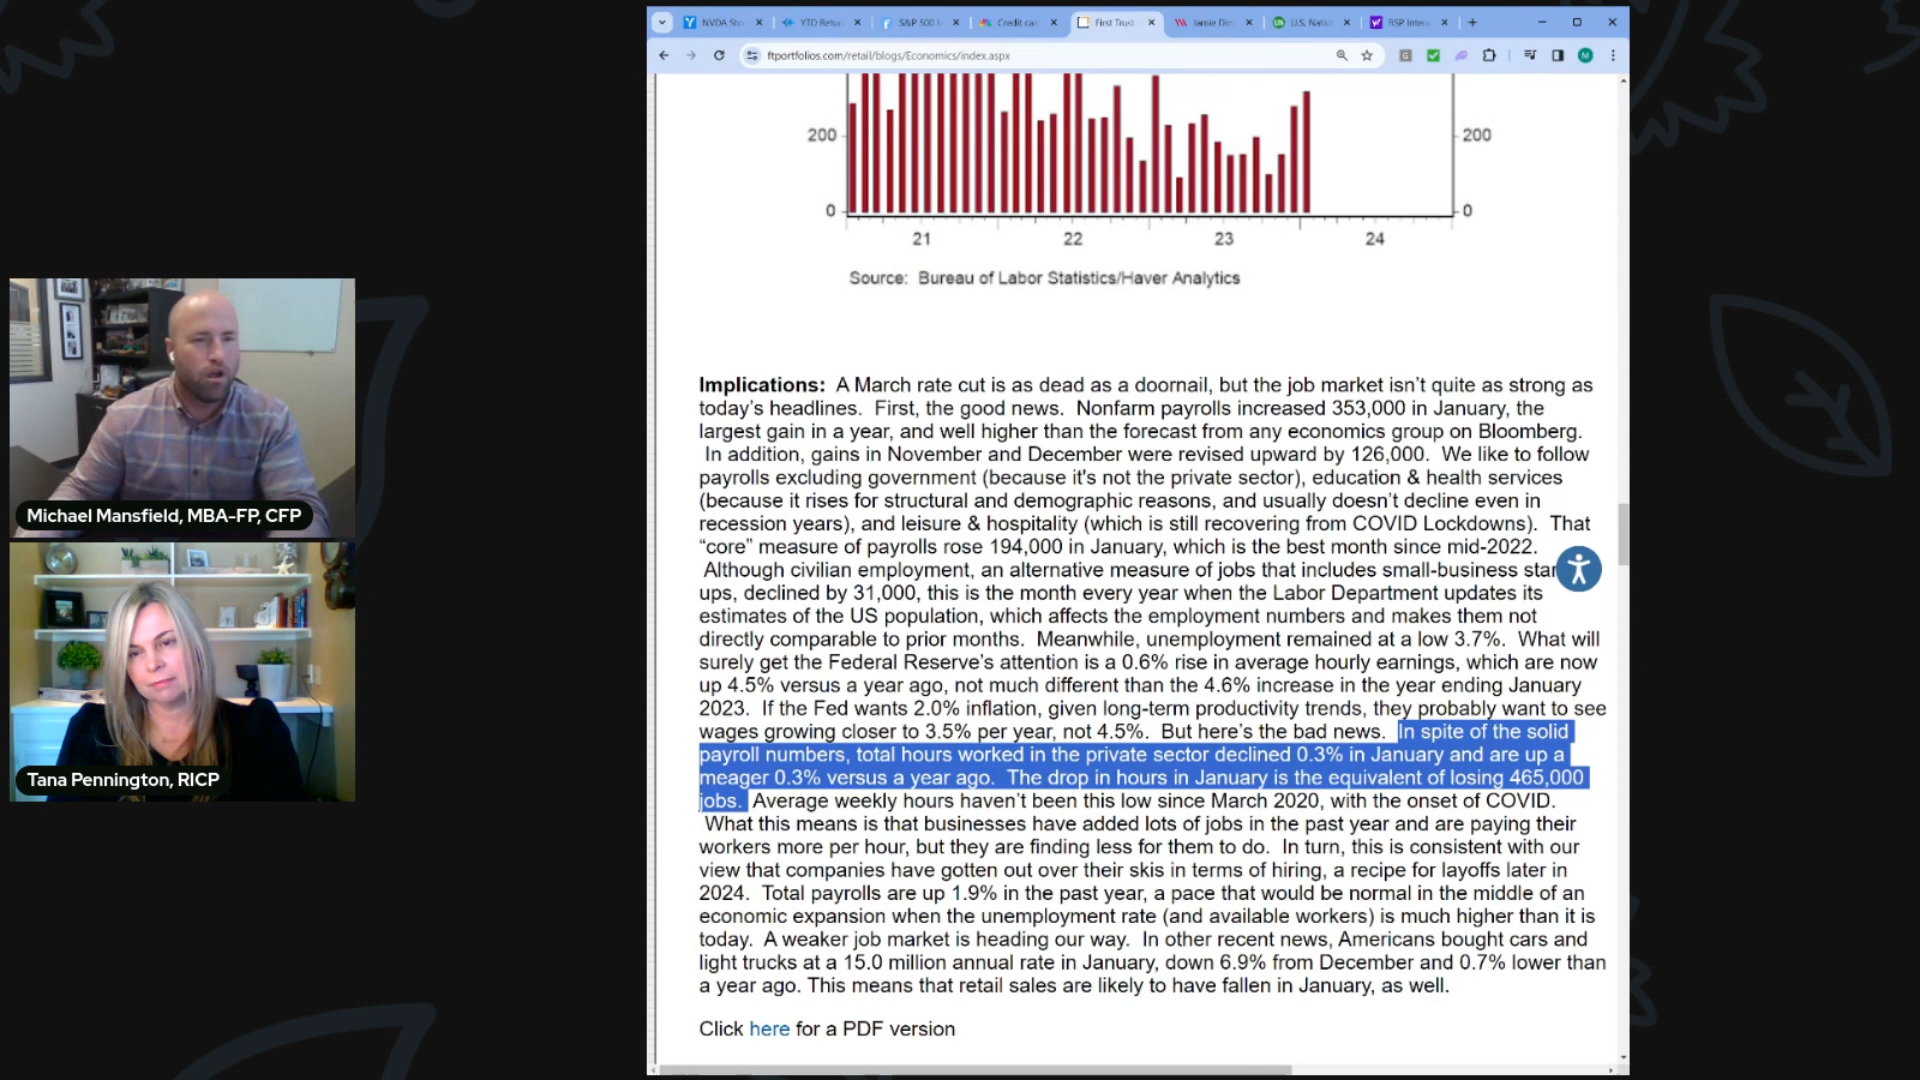 NVDA Sto
YTD Retur
S&P 500
Credit car
First Trust
Jamie Di
U.S. Natio
RSP Inter
ftportfolios.com/retail/blogs/Economics/index.aspx
200
200
0
0
21 22 23 24
Source: Bureau of Labor Statistics/Haver Analytics
Implications: A March rate cut is as dead as a doornail, but the job market isn't quite as strong as
today's headlines. First, the good news. Nonfarm payrolls increased 353,000 in January, the
largest gain in a year, and well higher than the forecast from any economics group on Bloomberg.
In addition, gains in November and December were revised upward by 126,000. We like to follow
payrolls excluding government (because it's not the private sector), education & health services
(because it rises for structural and demographic reasons, and usually doesn't decline even in
recession years), and leisure & hospitality (which is still recovering from COVID Lockdowns). That
"core" measure of payrolls rose 194,000 in January, which is the best month since mid-2022.
Although civilian employment, an alternative measure of jobs that includes small-business star
ups, declined by 31,000, this is the month every year when the Labor Department updates its
estimates of the US population, which affects the employment numbers and makes them not
directly comparable to prior months. Meanwhile, unemployment remained at a low 3.7%. What will
surely get the Federal Reserve's attention is a 0.6% rise in average hourly earnings, which are now
up 4.5% versus a year ago, not much different than the 4.6% increase in the year ending January
2023. If the Fed wants 2.0% inflation, given long-term productivity trends, they probably want to see
wages growing closer to 3.5% per year, not 4.5%. But here's the bad news. In spite of the solid
payroll numbers, total hours worked in the private sector declined 0.3% in January and are up a
meager 0.3% versus a year ago. The drop in hours in January is the equivalent of losing 465,000
jobs. Average weekly hours haven't been this low since March 2020, with the onset of COVID.
What this means is that businesses have added lots of jobs in the past year and are paying their
workers more per hour, but they are finding less for them to do. In turn, this is consistent with our
view that companies have gotten out over their skis in terms of hiring, a recipe for layoffs later in
2024. Total payrolls are up 1.9% in the past year, a pace that would be normal in the middle of an
economic expansion when the unemployment rate (and available workers) is much higher than it is
today. A weaker job market is heading our way. In other recent news, Americans bought cars and
light trucks at a 15.0 million annual rate in January, down 6.9% from December and 0.7% lower than
a year ago. This means that retail sales are likely to have fallen in January, as well.
Click here for a PDF version
Michael Mansfield, MBA-FP, CFP
Tana Pennington, RICP